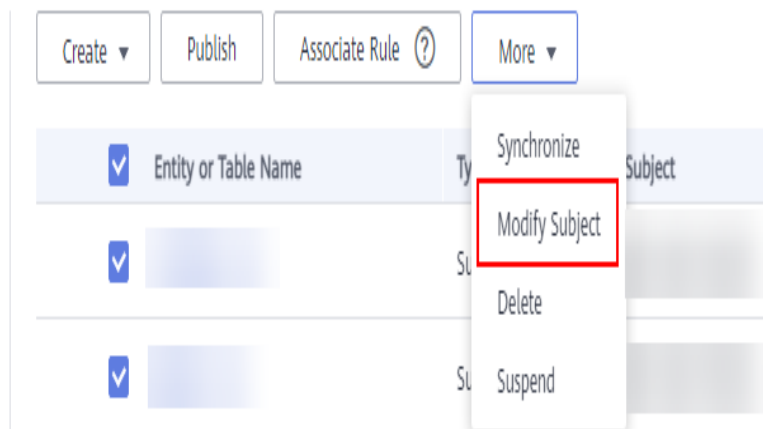 Create Publish Associate Rule ? More
Synchronize
Entity or Table Name Subject
Modify Subject
Delete
Suspend